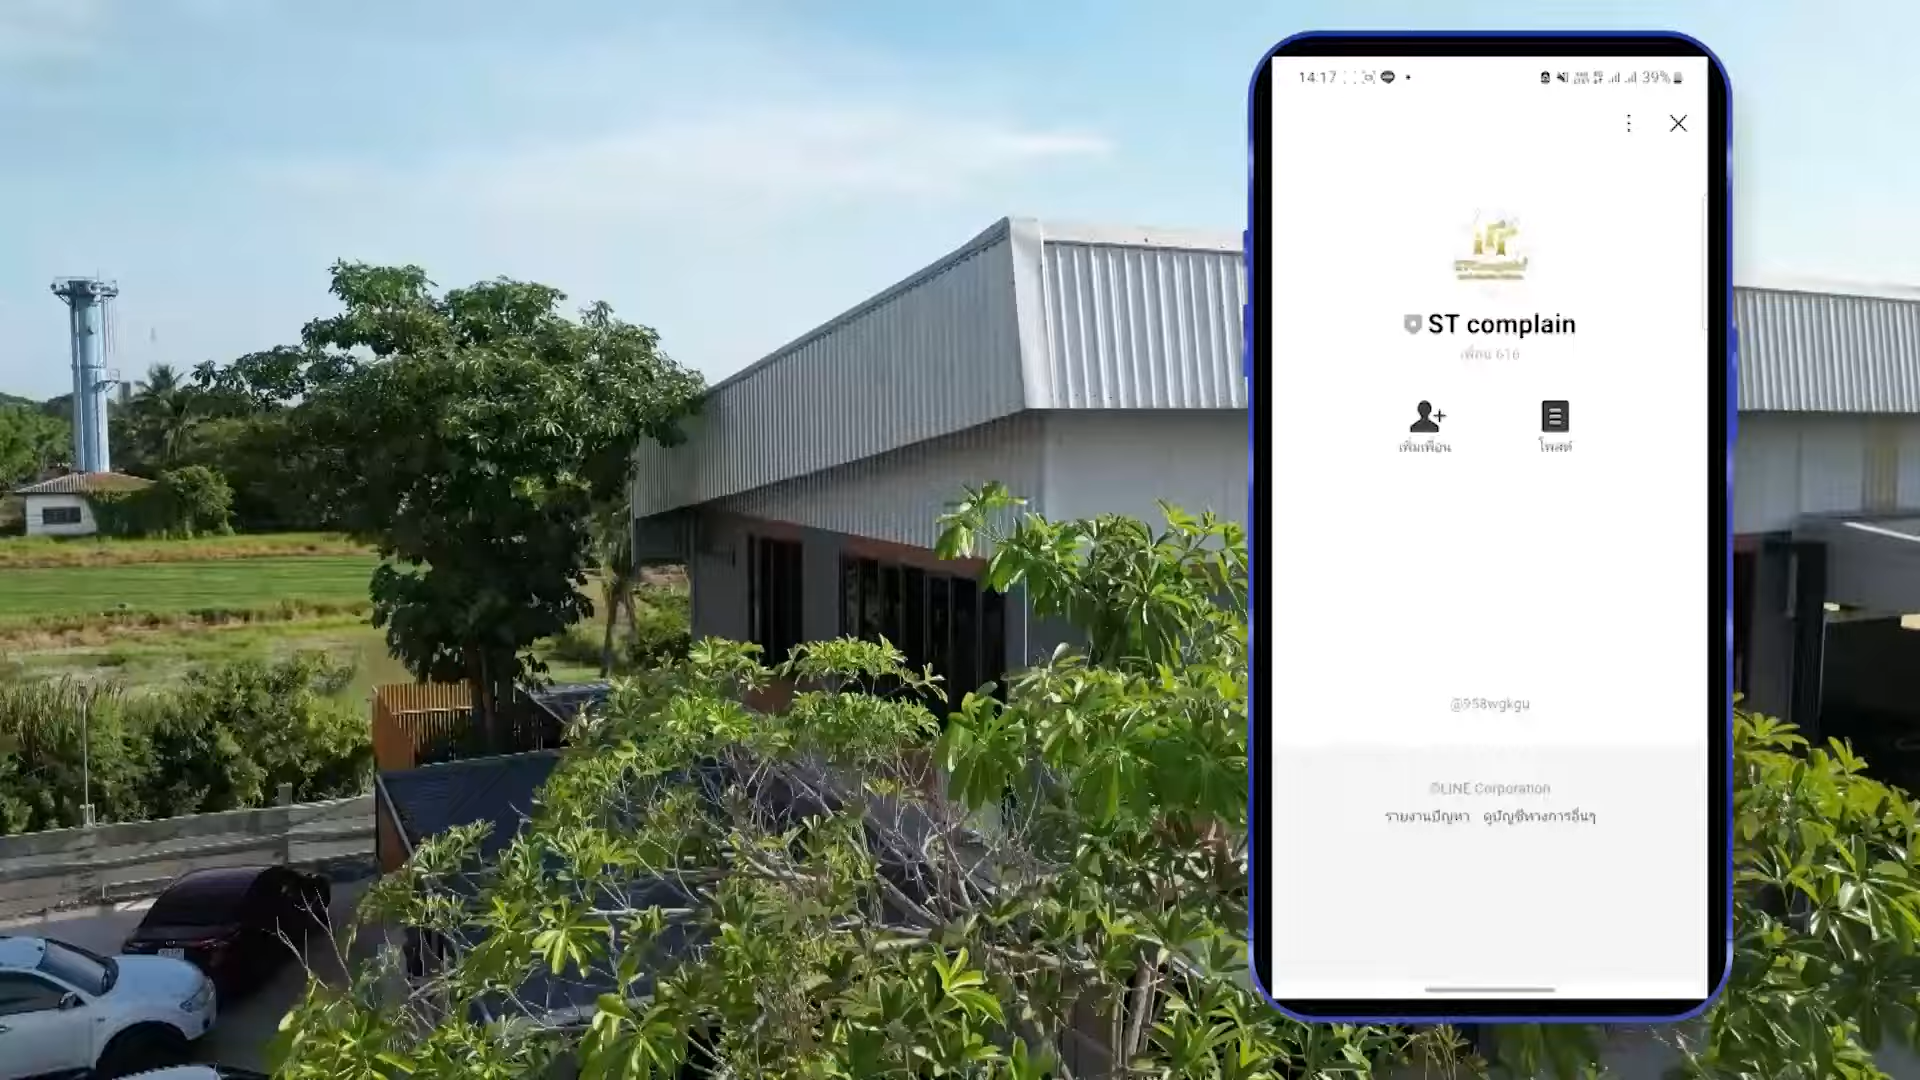 14:17
39%
ST complain
เพื่อน 616
เพิ่มเพื่อน
โพสต์
@958wgkgu
©LINE Corporation
รายงานปัญหา ดูบัญชีทางการอื่นๆ